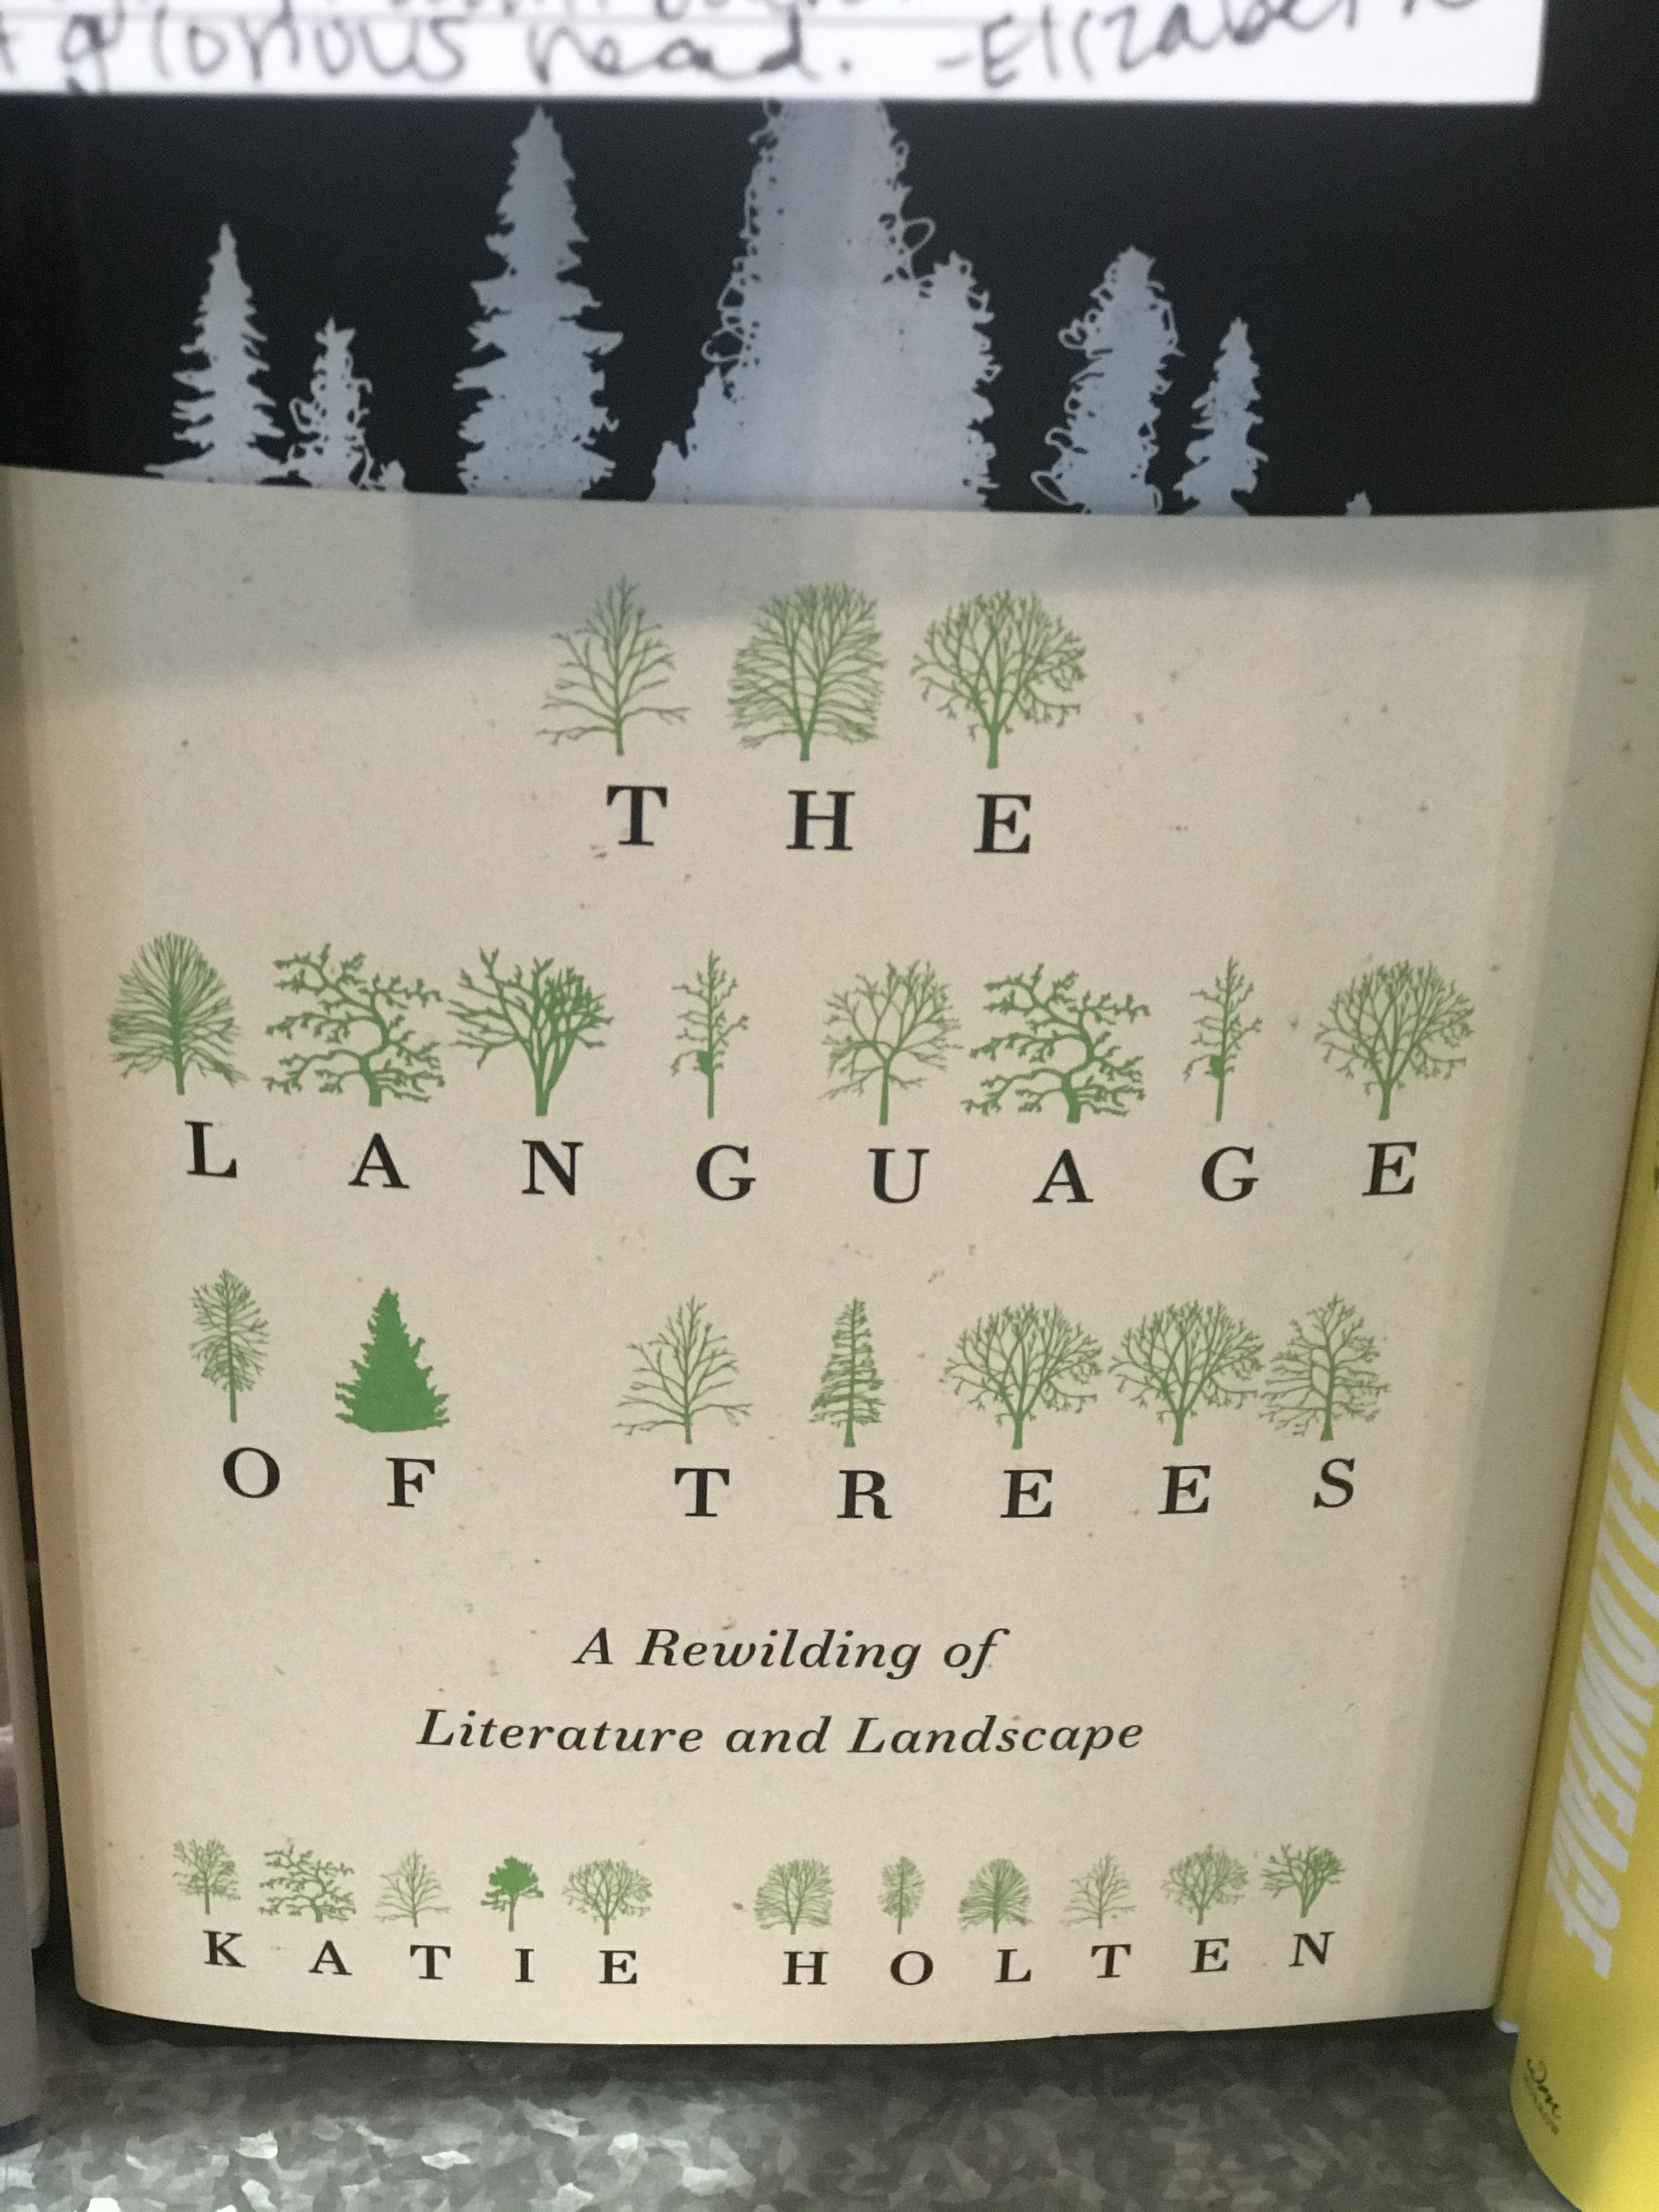 glorious read. -Elizabeth
THE
LANGUAGE
OF TREES
A Rewilding of
Literature and Landscape
KATIE HOLTEN